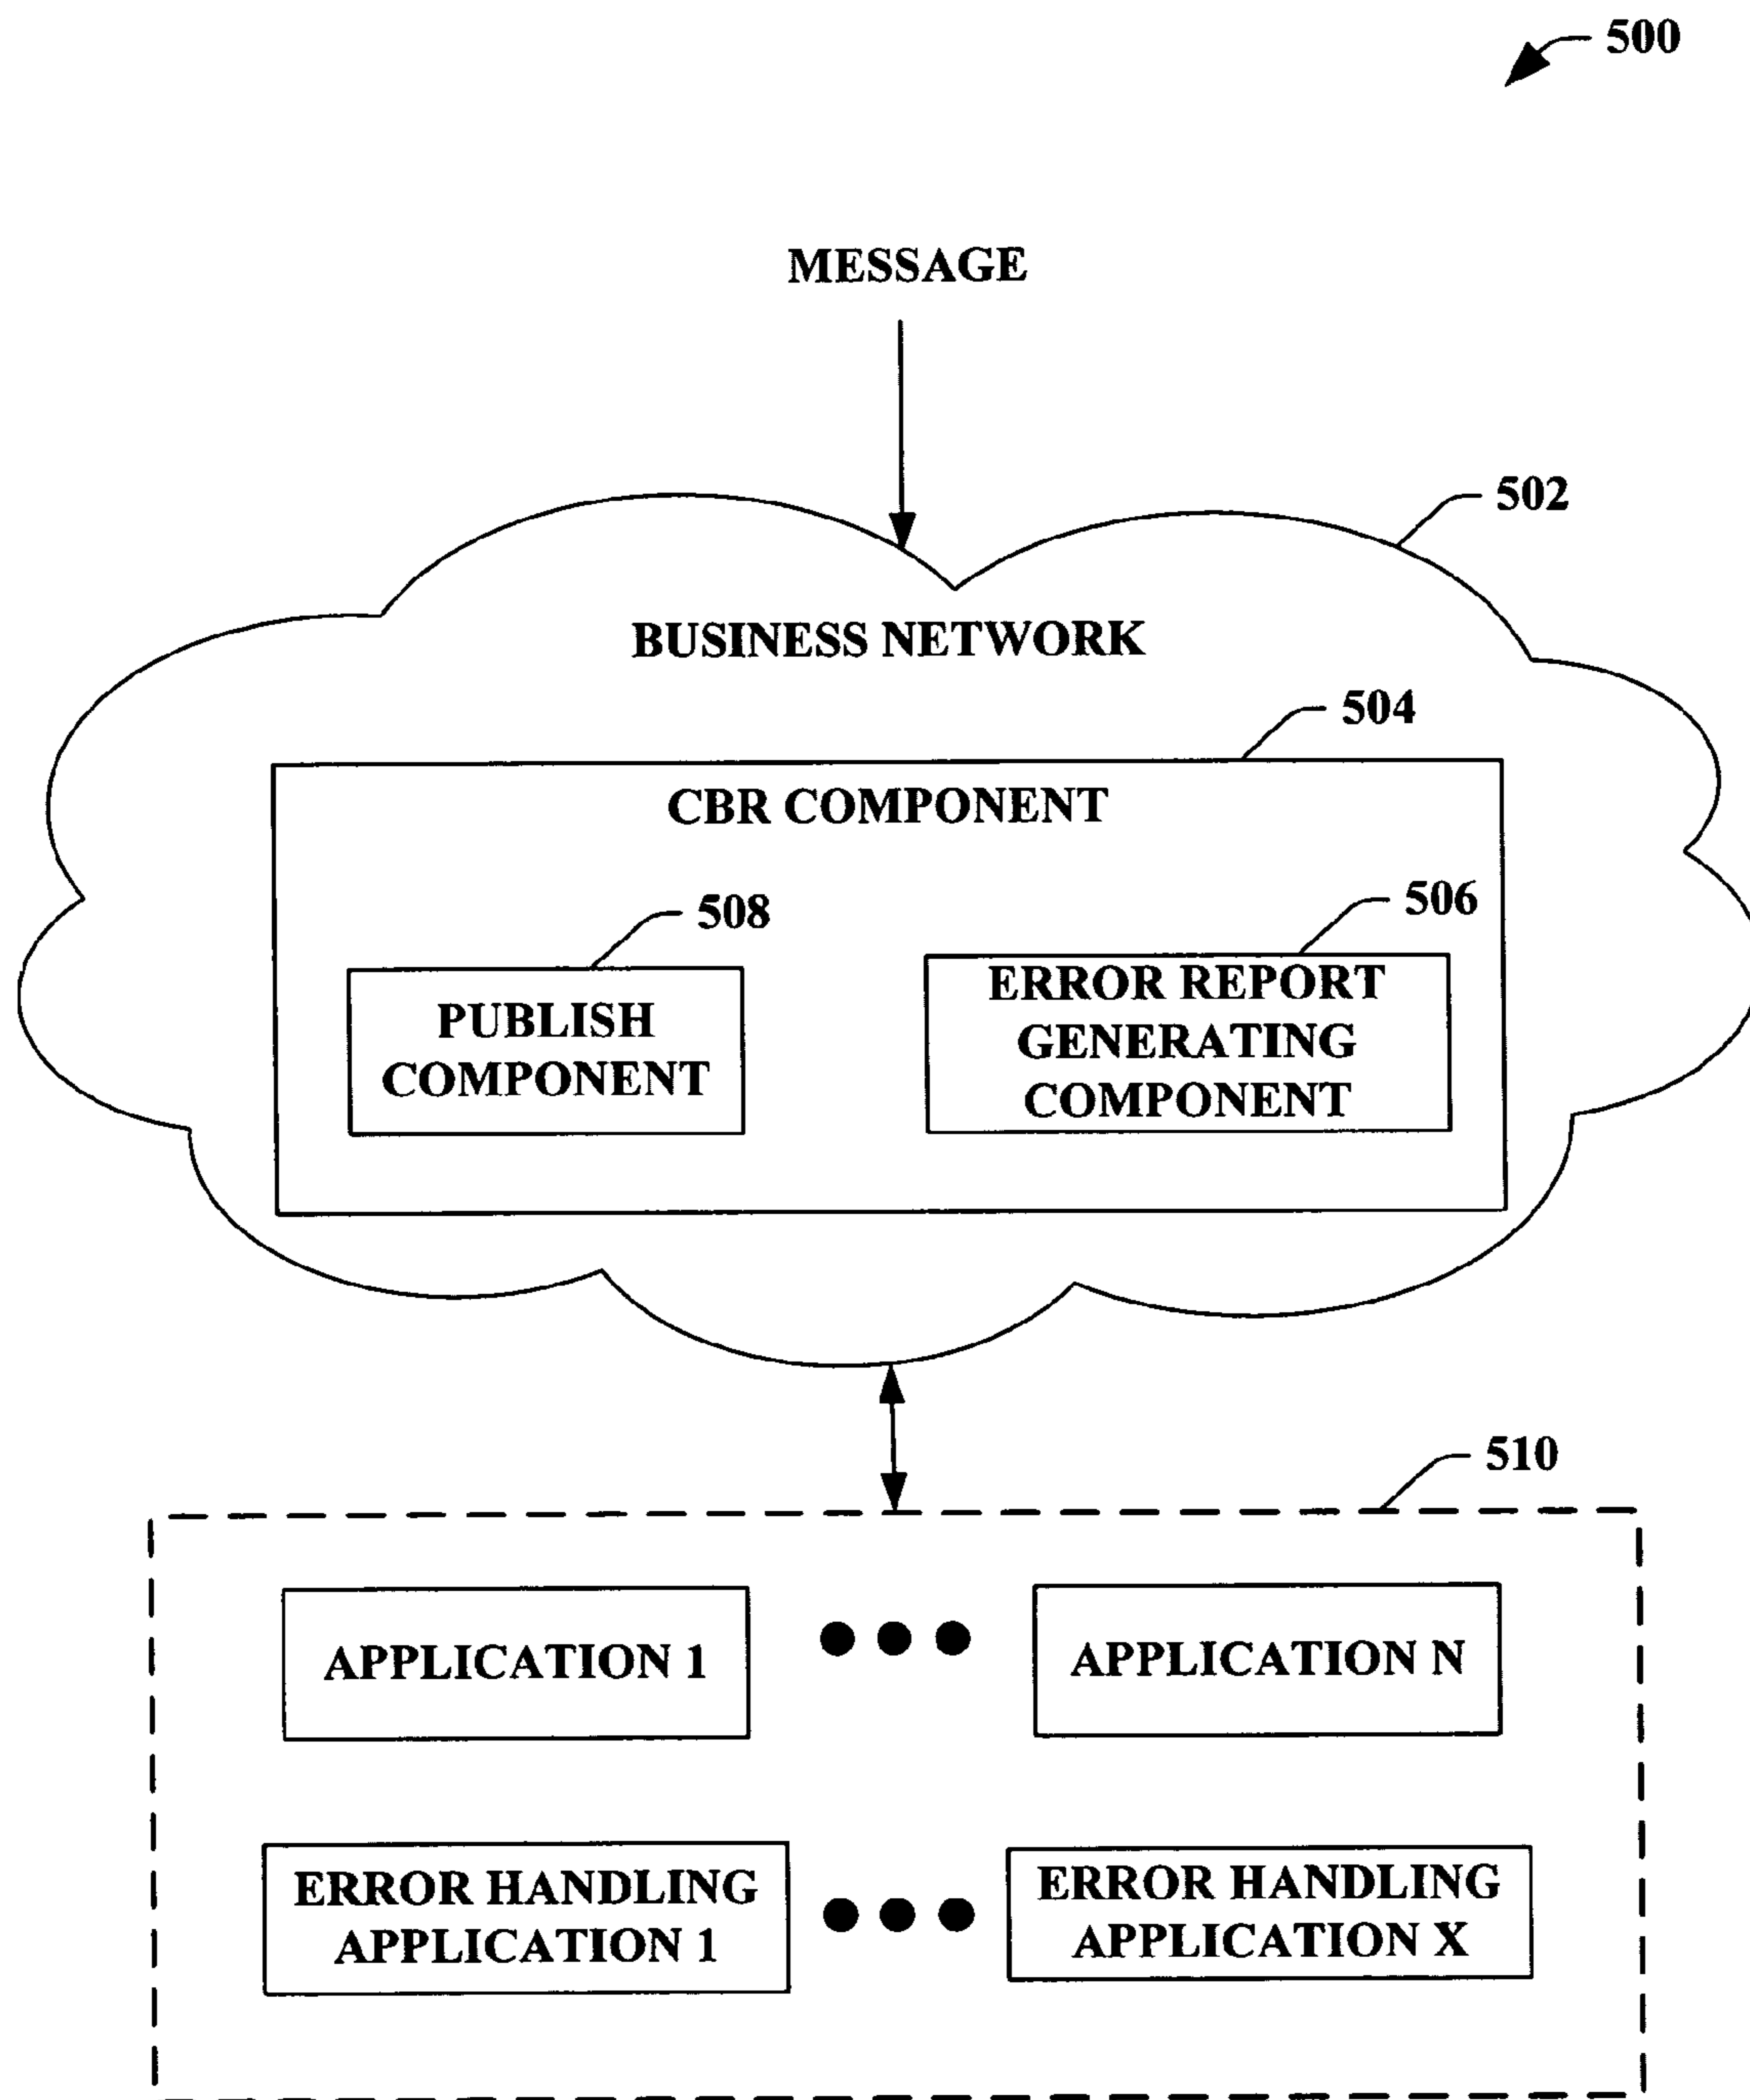 500
MESSAGE
502
BUSINESS NETWORK
504
CBR COMPONENT
508
506
PUBLISH
COMPONENT
ERROR REPORT
GENERATING
COMPONENT
510
APPLICATION 1
APPLICATION N
ERROR HANDLING
APPLICATION 1
ERROR HANDLING
APPLICATION X